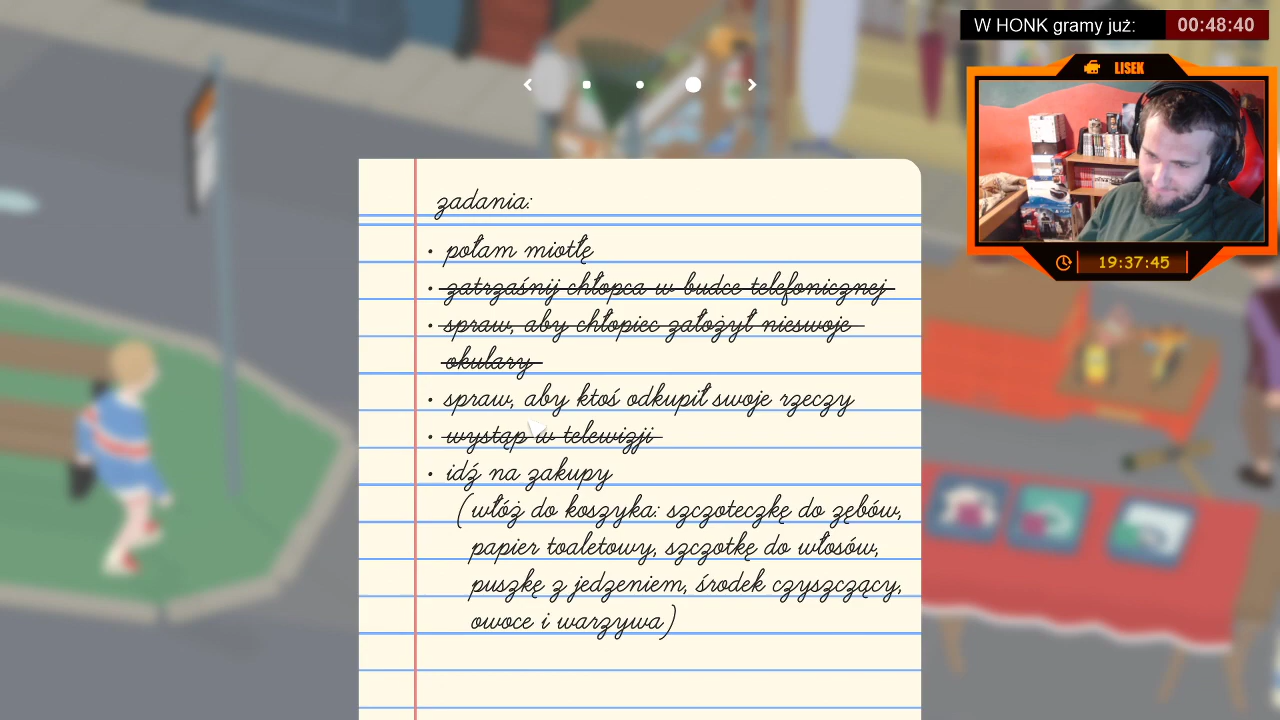 W HONK gramy już: 00:48:40
LISEK
19:37:45
zadania:
• połam miotłę
• zatrzaśnij chłopca w budce telefonicznej
• spraw, aby chłopiec założył nieswoje
okulary
• spraw, aby ktoś odkupił swoje rzeczy
• wystąp w telewizji
• idź na zakupy
(włóż do koszyka: szczoteczkę do zębów,
papier toaletowy, szczotkę do włosów,
puszkę z jedzeniem, środek czyszczący,
owoce i warzywa)